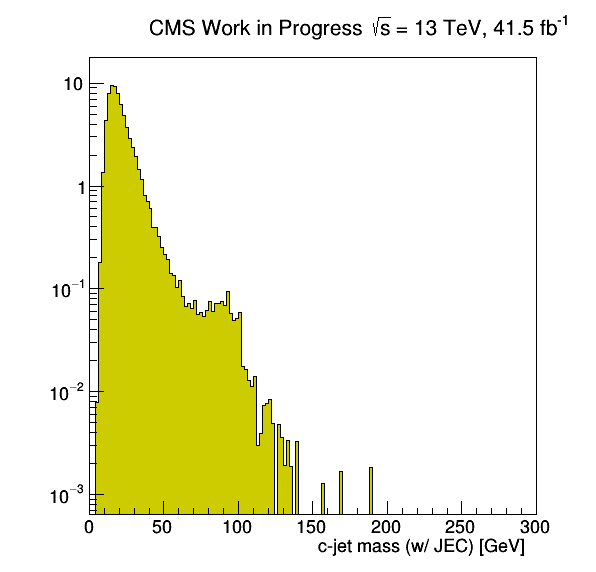 CMS Work in Progress √s = 13 TeV, 41.5 fb⁻¹
10
1
10⁻¹
10⁻²
10⁻³
0 50 100 150 200 250 300
c-jet mass (w/ JEC) [GeV]